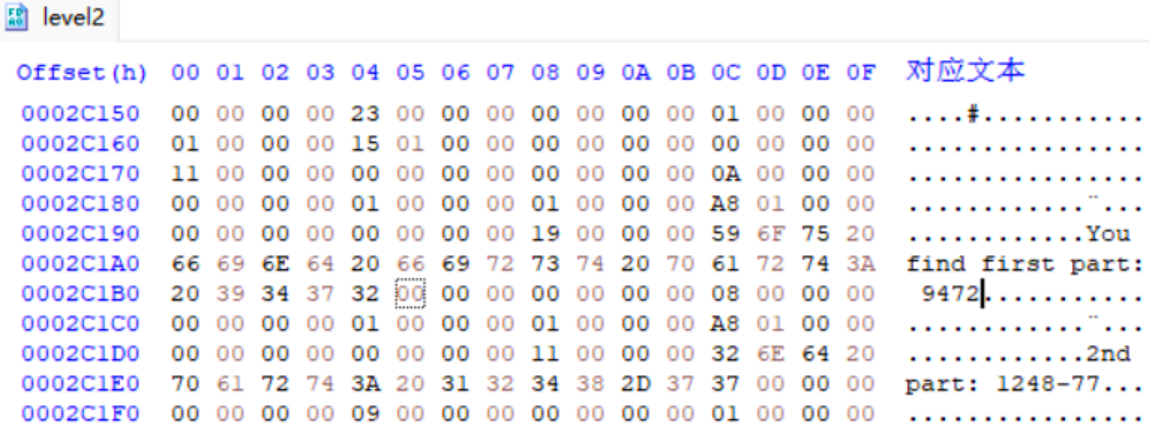 level2
Offset(h) 00 01 02 03 04 05 06 07 08 09 0A 0B 0C 0D 0E 0F 对应文本
0002C150 00 00 00 00 23 00 00 00 00 00 00 00 01 00 00 00 ....#...........
0002C160 01 00 00 00 15 01 00 00 00 00 00 00 00 00 00 00 ................
0002C170 11 00 00 00 00 00 00 00 00 00 00 00 0A 00 00 00 ................
0002C180 00 00 00 00 01 00 00 00 01 00 00 00 A8 01 00 00 ............¨...
0002C190 00 00 00 00 00 00 00 00 19 00 00 00 59 6F 75 20 ............You
0002C1A0 66 69 6E 64 20 66 69 72 73 74 20 70 61 72 74 3A find first part:
0002C1B0 20 39 34 37 32 00 00 00 00 00 00 00 08 00 00 00 9472...........
0002C1C0 00 00 00 00 01 00 00 00 01 00 00 00 A8 01 00 00 ............¨...
0002C1D0 00 00 00 00 00 00 00 00 11 00 00 00 32 6E 64 20 ............2nd
0002C1E0 70 61 72 74 3A 20 31 32 34 38 2D 37 37 00 00 00 part: 1248-77...
0002C1F0 00 00 00 00 09 00 00 00 00 00 00 00 01 00 00 00 ................